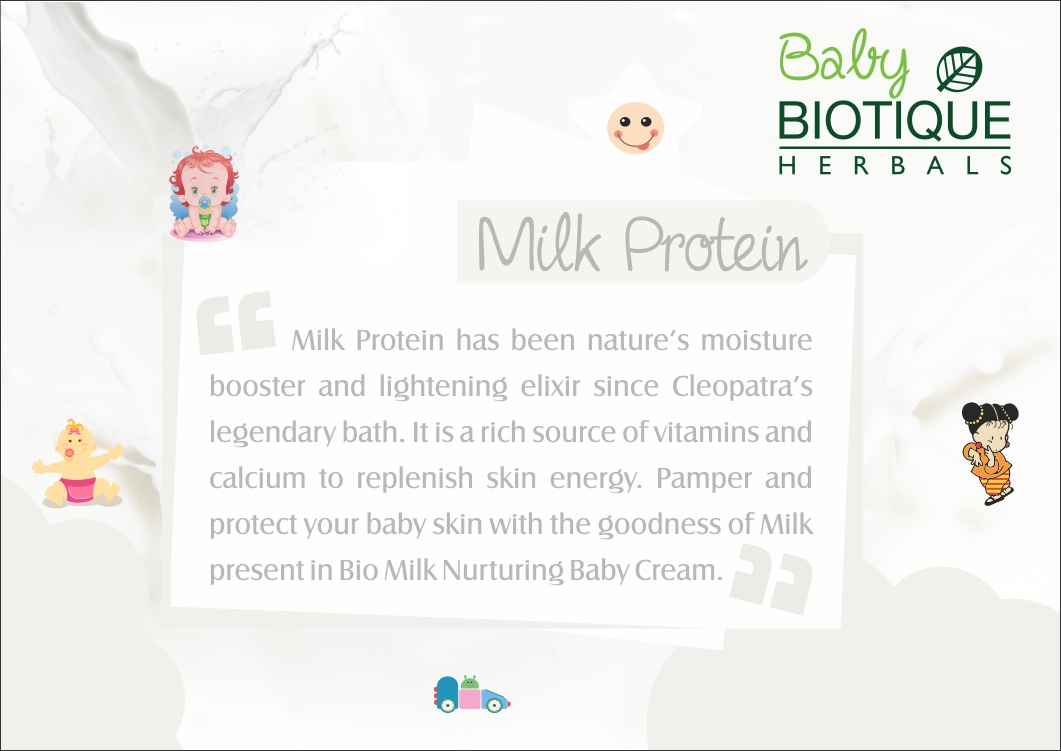 Baby
BIOTIQUE
HERBALS
Milk Protein
“ Milk Protein has been nature’s moisture
booster and lightening elixir since Cleopatra’s
legendary bath. It is a rich source of vitamins and
calcium to replenish skin energy. Pamper and
protect your baby skin with the goodness of Milk
present in Bio Milk Nurturing Baby Cream. ”